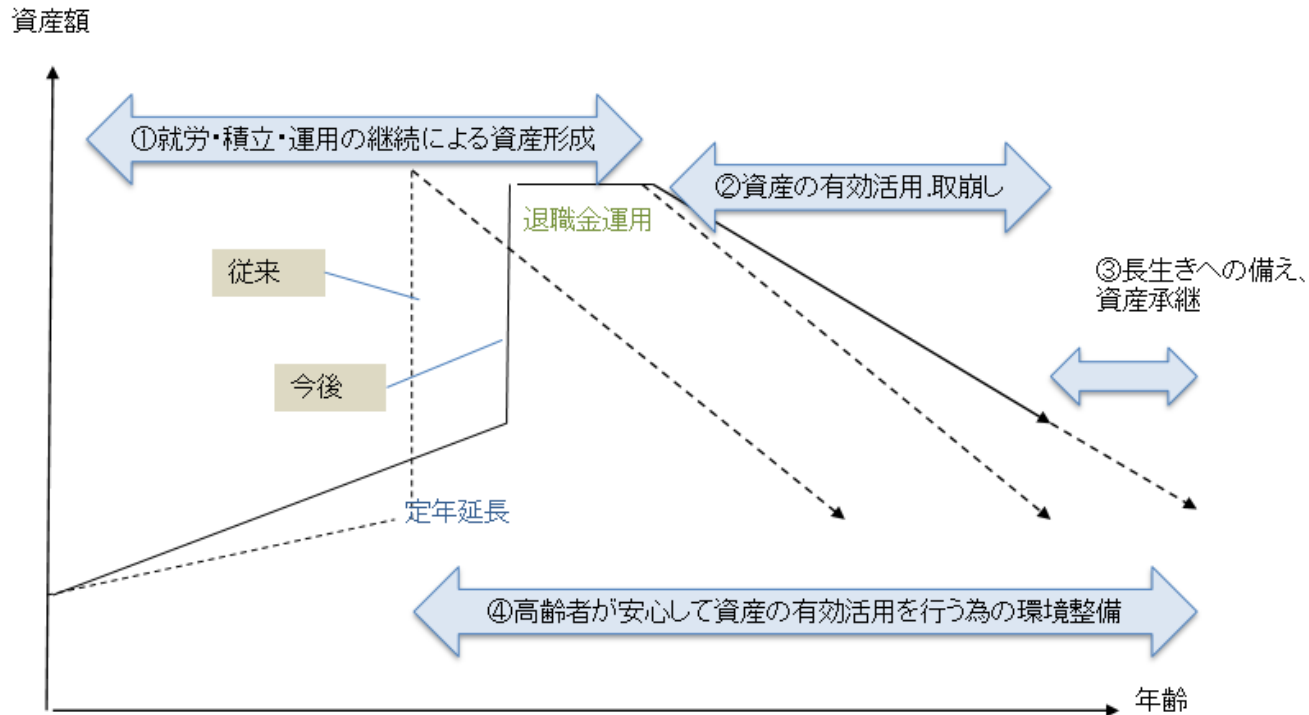 資産額
①就労・積立・運用の継続による資産形成
②資産の有効活用.取崩し
退職金運用
従来
③長生きへの備え、
資産承継
今後
定年延長
④高齢者が安心して資産の有効活用を行う為の環境整備
年齢